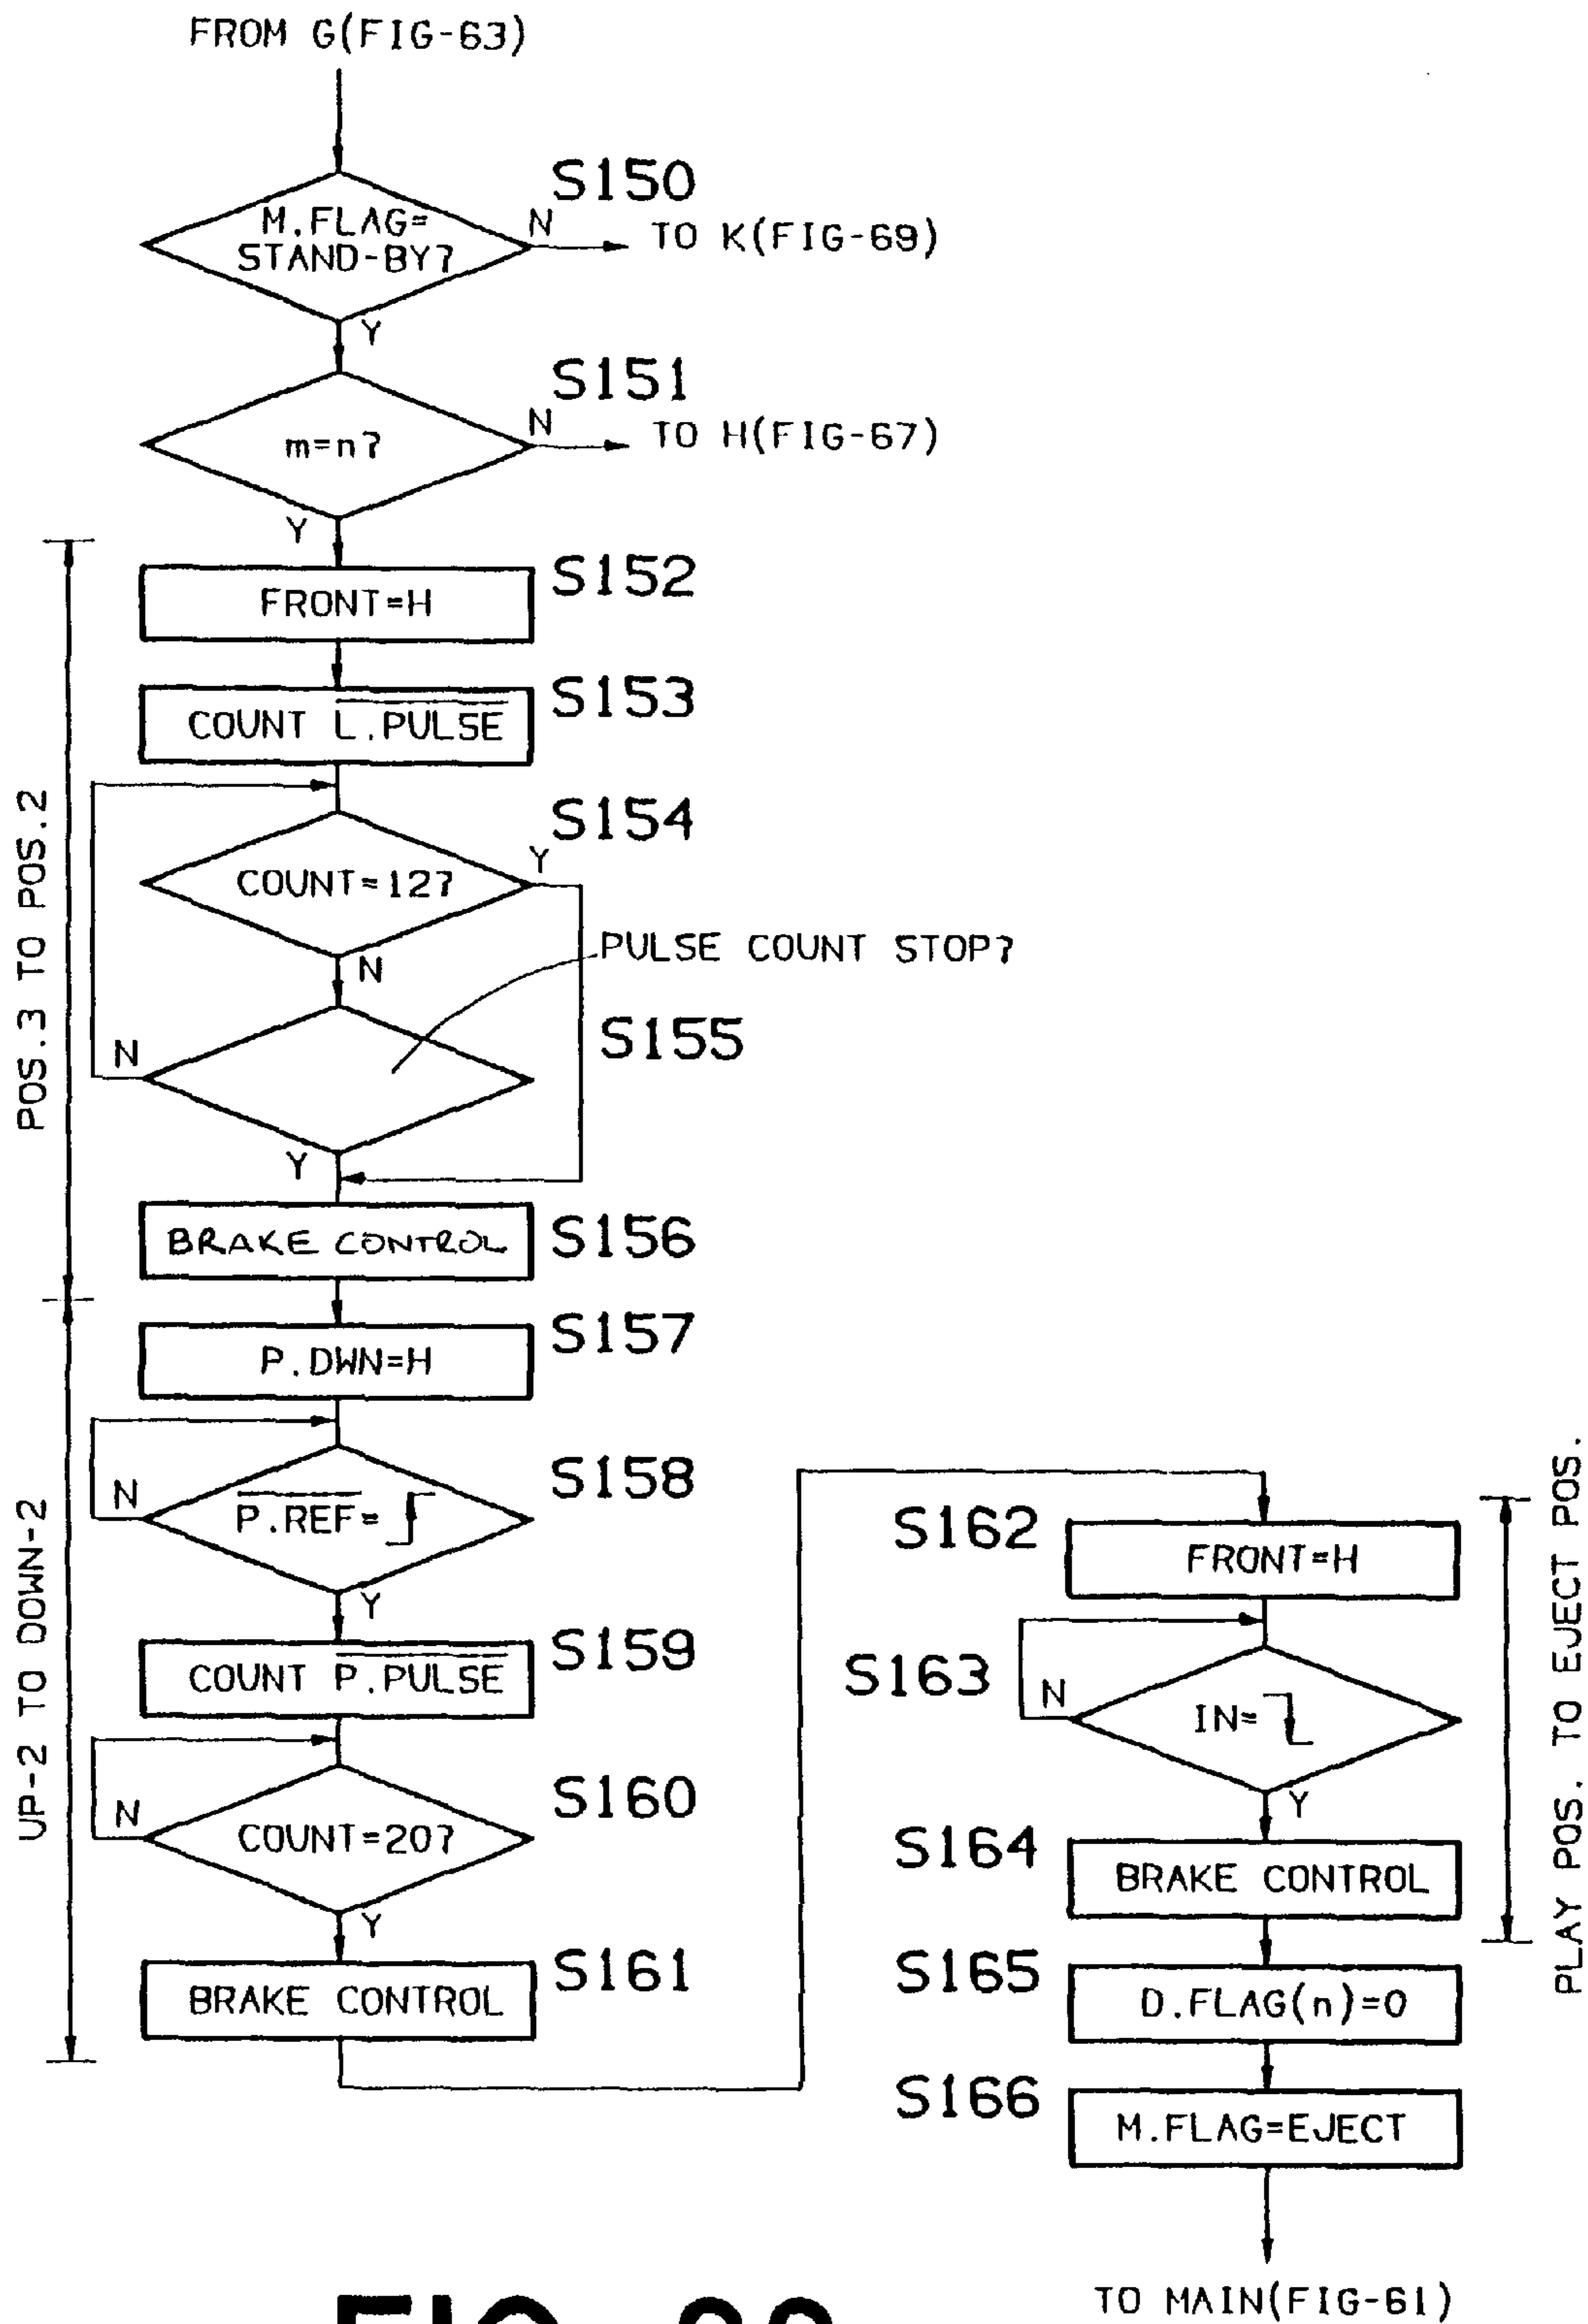 FROM G(FIG-63)
S150
M.FLAG=
STAND-BY?
N
TO K(FIG-69)
Y
S151
m=n?
N
TO H(FIG-67)
Y
POS.3 TO POS.2
S152
FRONT=H
S153
COUNT L.PULSE
S154
COUNT=12?
Y
N
PULSE COUNT STOP?
S155
N
Y
S156
BRAKE CONTROL
UP-2 TO DOWN-2
S157
P.DWN=H
S158
P.REF=
N
Y
S159
COUNT P.PULSE
S160
COUNT=20?
N
Y
S161
BRAKE CONTROL
PLAY POS. TO EJECT POS.
S162
FRONT=H
S163
IN=
N
Y
S164
BRAKE CONTROL
S165
D.FLAG(n)=0
S166
M.FLAG=EJECT
TO MAIN(FIG-61)